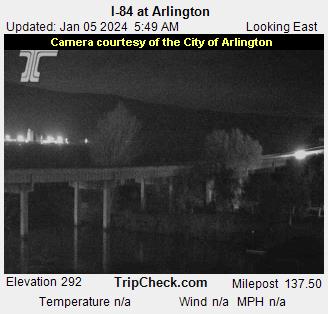 I-84 at Arlington
Updated: Jan 05 2024 5:49 AM Looking East
Camera courtesy of the City of Arlington
Elevation 292 TripCheck.com Milepost 137.50
Temperature n/a Wind n/a MPH n/a